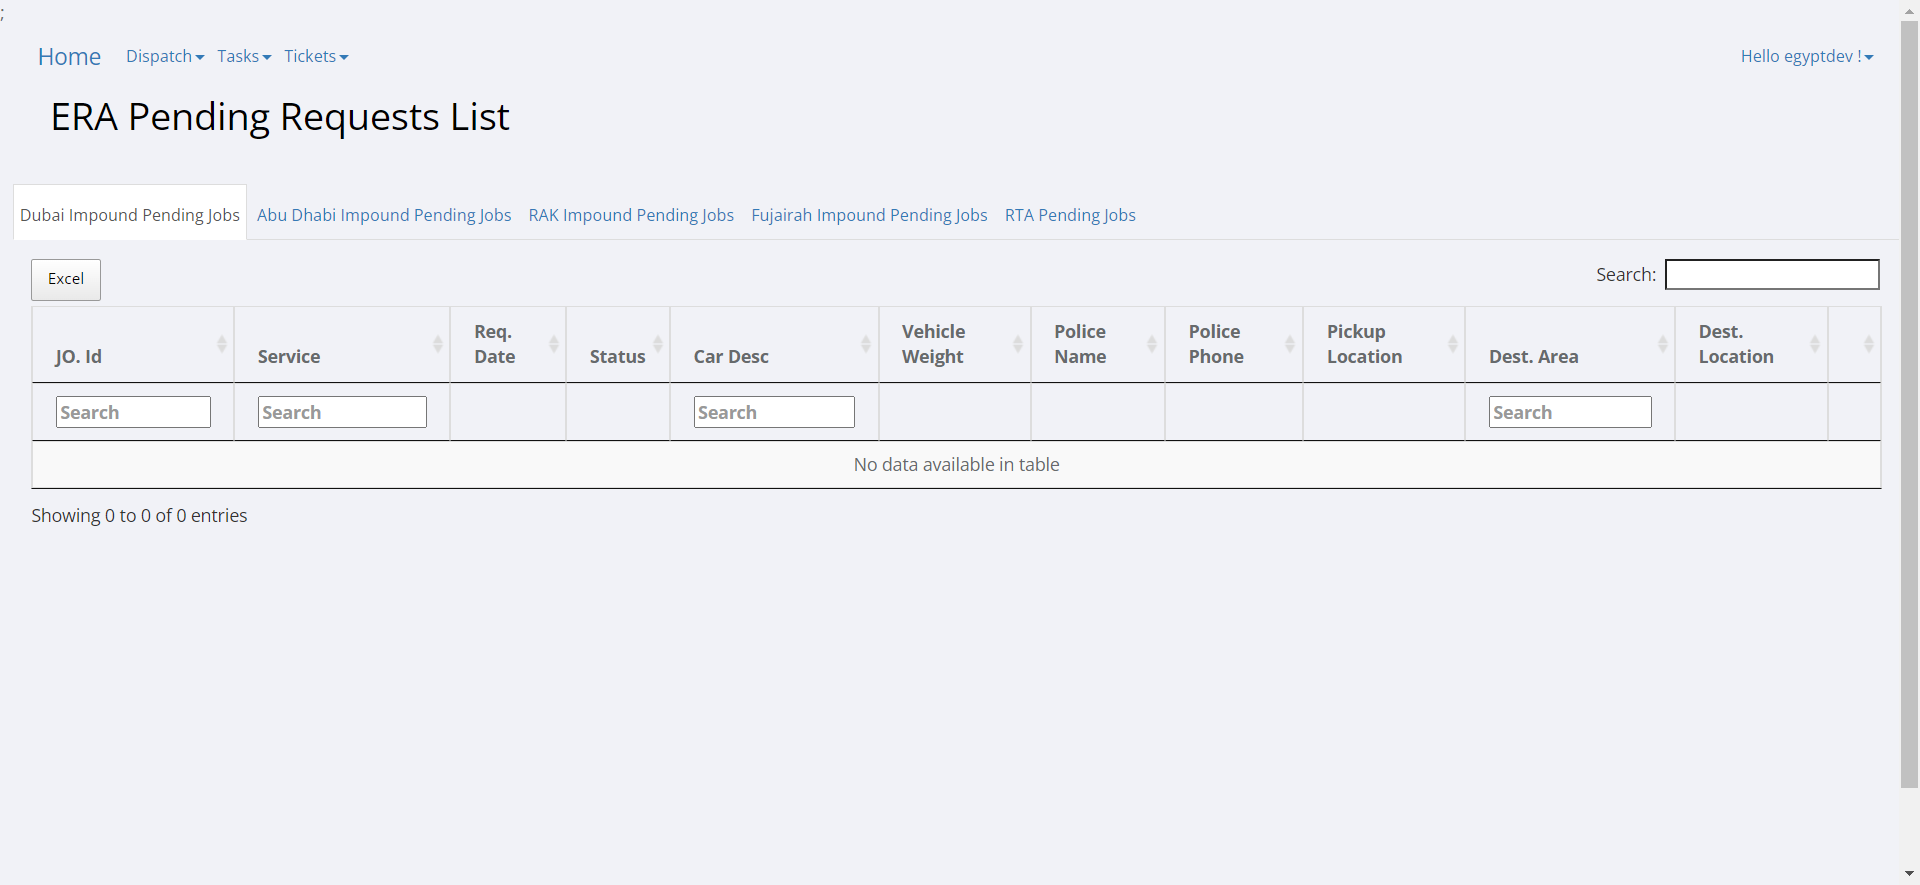 ;
Home Dispatch Tasks Tickets Hello egyptdev !
ERA Pending Requests List
Dubai Impound Pending Jobs Abu Dhabi Impound Pending Jobs RAK Impound Pending Jobs Fujairah Impound Pending Jobs RTA Pending Jobs
Excel Search:
JO. Id Service Req. Date Status Car Desc Vehicle Weight Police Name Police Phone Pickup Location Dest. Area Dest. Location
Search Search Search Search
No data available in table
Showing 0 to 0 of 0 entries